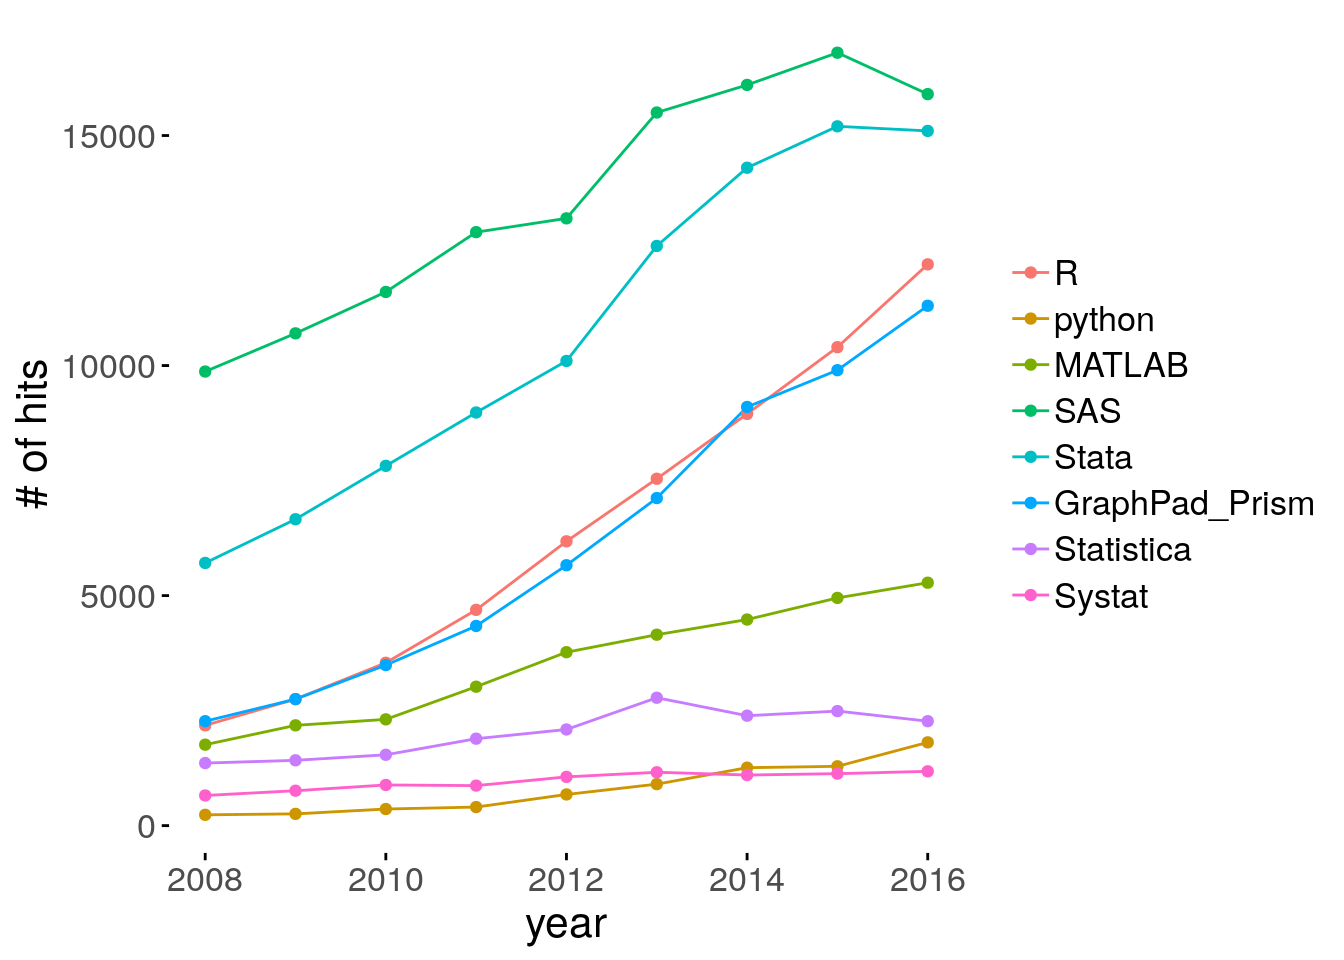 # of hits
15000
10000
5000
0
2008
2010
2012
2014
2016
year
R
python
MATLAB
SAS
Stata
GraphPad_Prism
Statistica
Systat